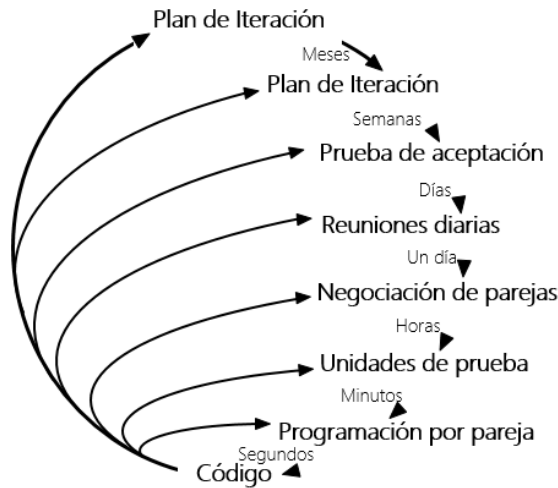 Plan de Iteración
Meses
Plan de Iteración
Semanas
Prueba de aceptación
Días
Reuniones diarias
Un día
Negociación de parejas
Horas
Unidades de prueba
Minutos
Programación por pareja
Segundos
Código